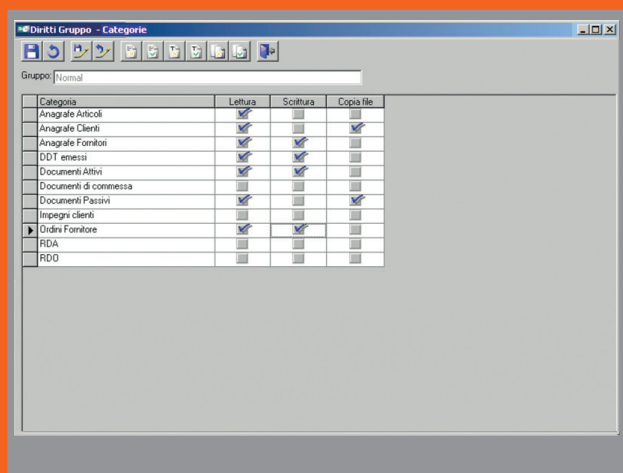 Diritti Gruppo - Categorie
Gruppo: Normal
Categoria Lettura Scrittura Copia file
Anagrafe Articoli
Anagrafe Clienti
Anagrafe Fornitori
DDT emessi
Documenti Attivi
Documenti di commessa
Documenti Passivi
Impegni clienti
Ordini Fornitore
RDA
RDO